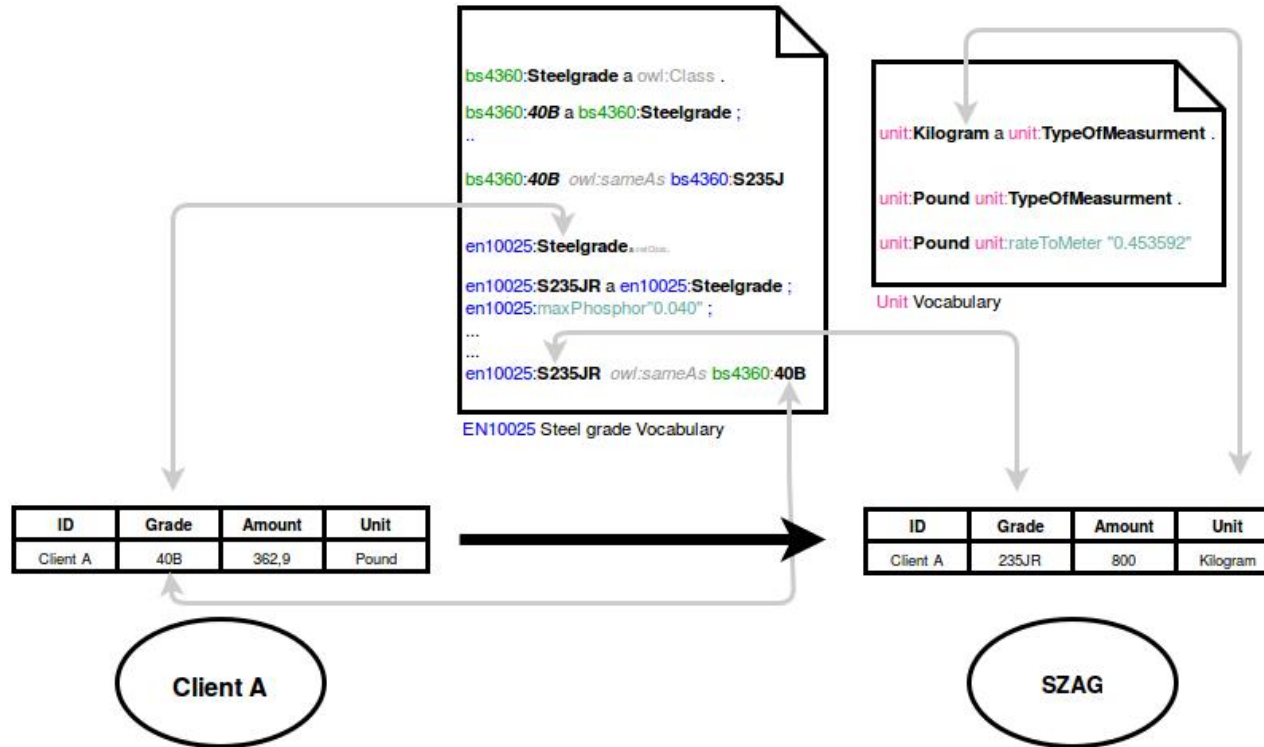 bs4360:Steelgrade a owl:Class .
bs4360:40B a bs4360:Steelgrade ;
..
bs4360:40B owl:sameAs bs4360:S235J
en10025:Steelgrade a owl:Class .
en10025:S235JR a en10025:Steelgrade ;
en10025:maxPhosphor"0.040" ;
...
...
en10025:S235JR owl:sameAs bs4360:40B
EN10025 Steel grade Vocabulary
unit:Kilogram a unit:TypeOfMeasurment .
unit:Pound unit:TypeOfMeasurment .
unit:Pound unit:rateToMeter "0.453592"
Unit Vocabulary
ID Grade Amount Unit
Client A 40B 362,9 Pound
ID Grade Amount Unit
Client A 235JR 800 Kilogram
Client A
SZAG